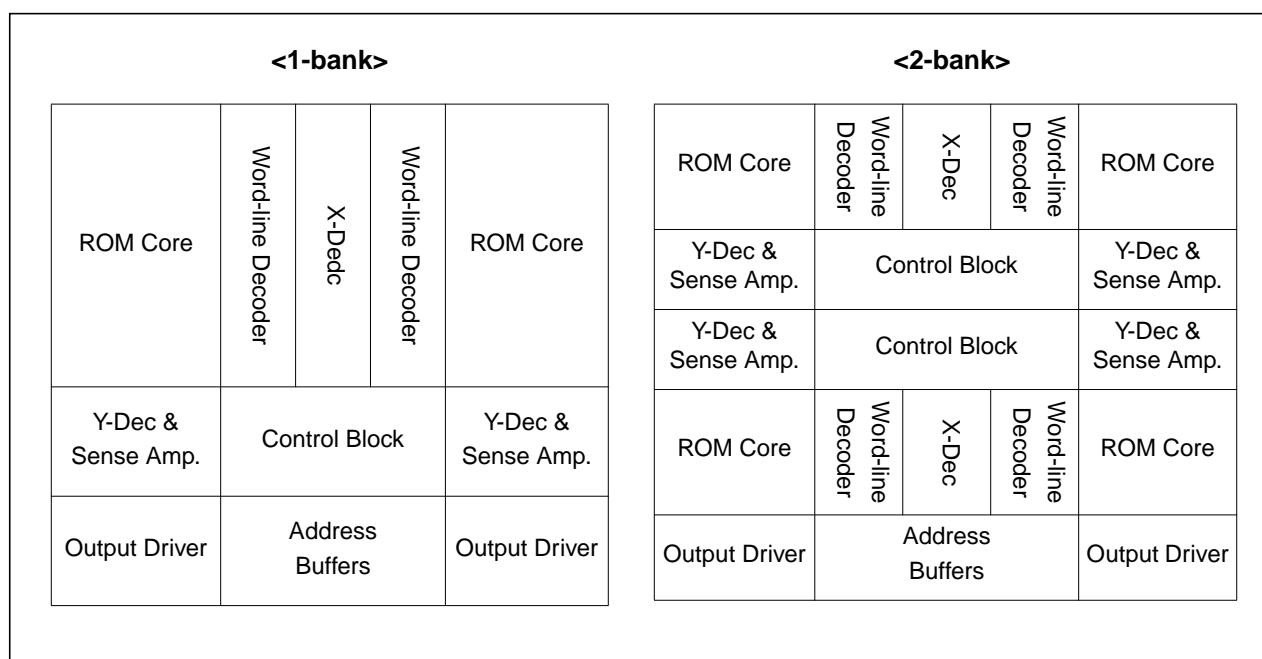 <1-bank>
ROM Core
Word-line Decoder
X-Dedc
Word-line Decoder
ROM Core
Y-Dec &
Sense Amp.
Control Block
Y-Dec &
Sense Amp.
Output Driver
Address
Buffers
Output Driver
<2-bank>
ROM Core
Word-line
Decoder
X-Dec
Word-line
Decoder
ROM Core
Y-Dec &
Sense Amp.
Control Block
Y-Dec &
Sense Amp.
Y-Dec &
Sense Amp.
Control Block
Y-Dec &
Sense Amp.
ROM Core
Word-line
Decoder
X-Dec
Word-line
Decoder
ROM Core
Output Driver
Address
Buffers
Output Driver